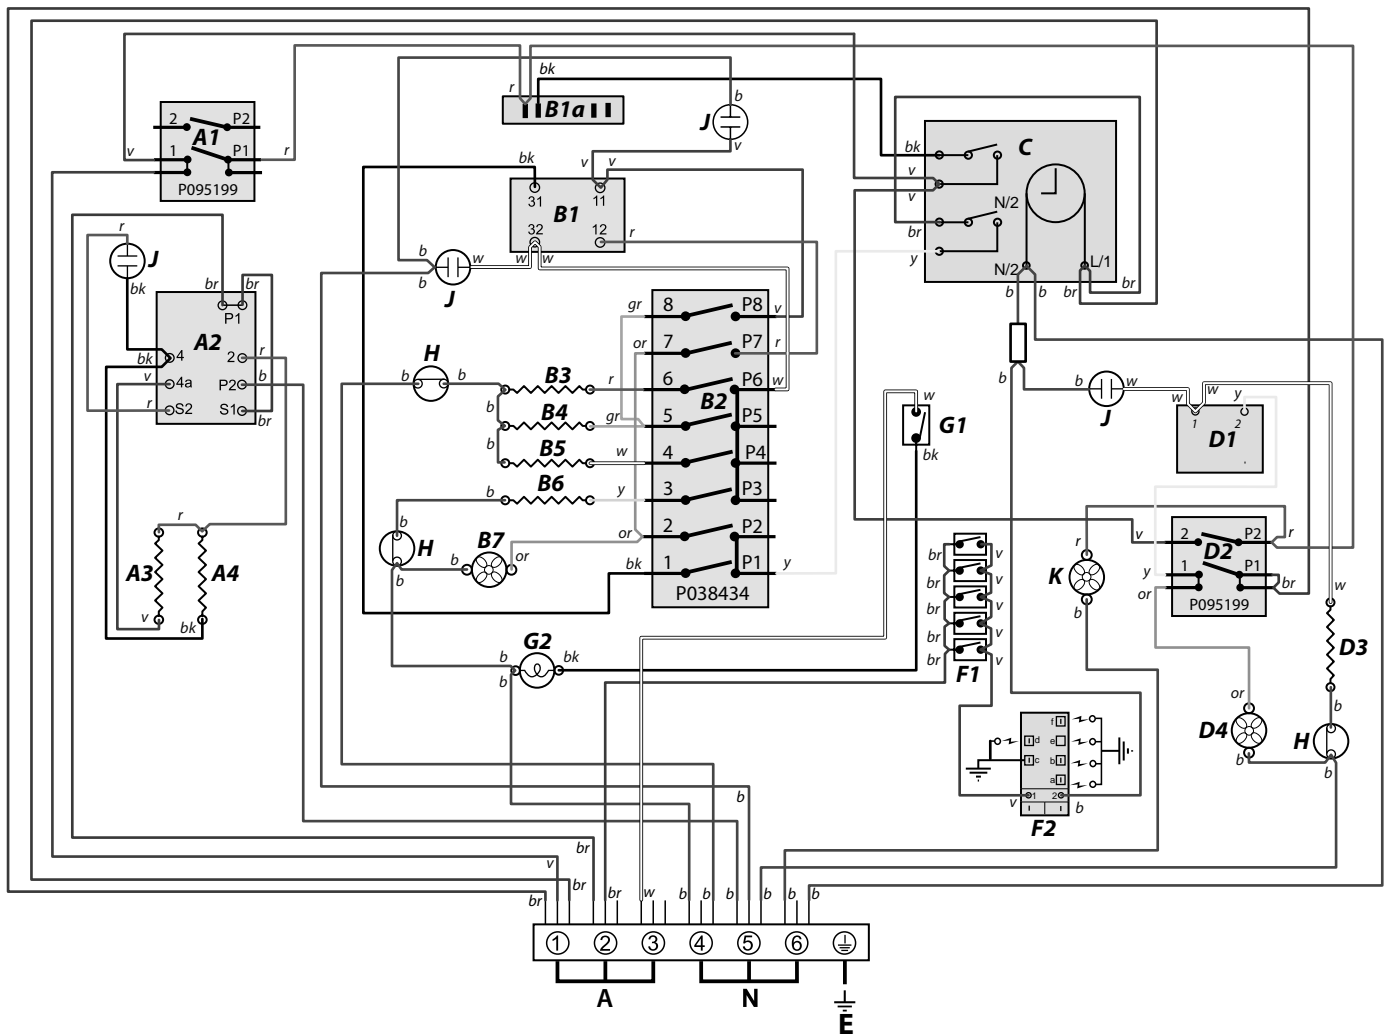 bk
r
B1a
b
J
v
2
P2
A1
1
P1
v
r
P095199
bk
v
v
31
11
B1
32
12
r
b
b
w
w
w
J
bk
C
v
v
N/2
br
y
N/2
L/1
b
b
br
br
r
J
bk
br
br
P1
A2
bk
4
2
r
v
4a
P2
b
r
S2
S1
br
gr
8
P8
v
or
7
P7
r
H
b
b
B3
r
6
P6
w
B2
b
B4
gr
5
P5
b
B5
w
4
P4
B6
b
y
3
P3
b
or
2
P2
H
B7
b
or
b
bk
1
P1
y
P038434
w
G1
bk
b
b
J
w
w
w
y
1
2
D1
r
A3
A4
v
bk
br
v
br
v
br
v
br
v
br
v
F1
r
K
b
v
2
P2
r
D2
y
1
P1
br
or
P095199
w
D3
b
or
D4
H
b
b
G2
b
bk
b
f
d
e
c
b
a
1
2
v
b
F2
b
br
v
br
br
br
w
b
b
b
b
b
b
1
2
3
4
5
6
A
N
E